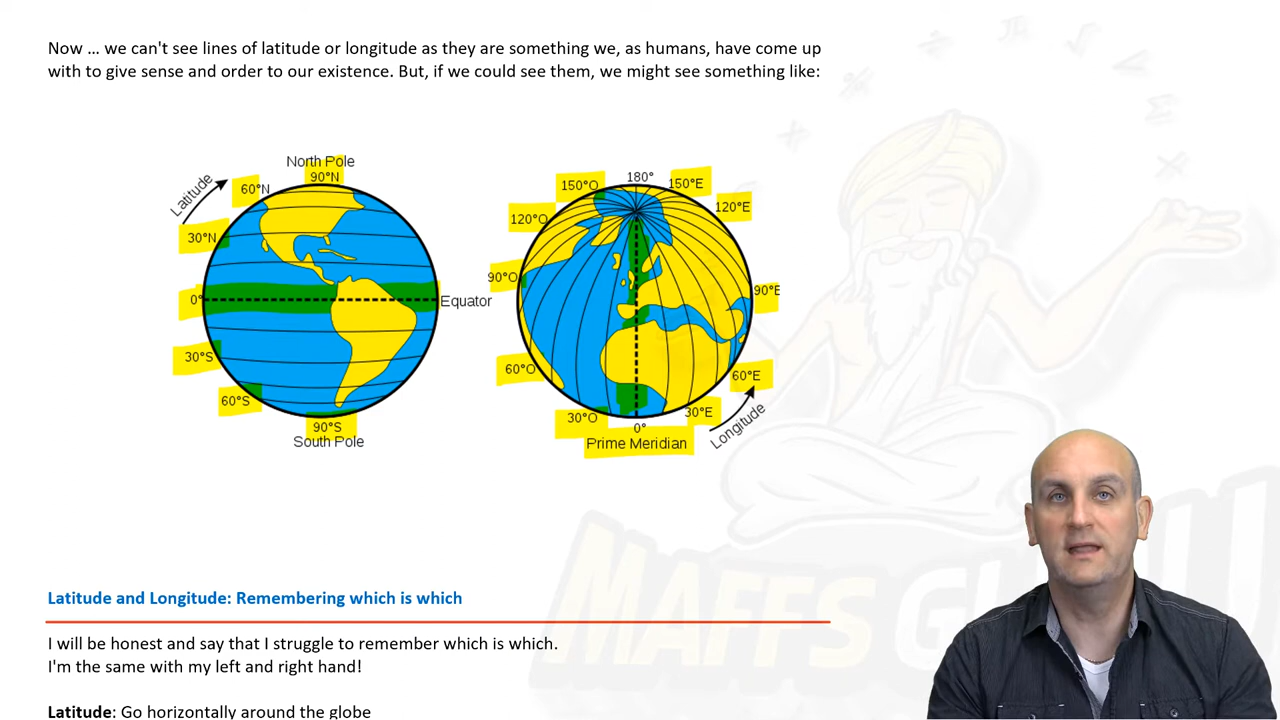 Now … we can't see lines of latitude or longitude as they are something we, as humans, have come up
with to give sense and order to our existence. But, if we could see them, we might see something like:
North Pole
90°N
Latitude
60°N
30°N
0°
Equator
30°S
60°S
90°S
South Pole
180°
150°O
150°E
120°O
120°E
90°O
90°E
60°O
60°E
30°O
30°E
0°
Prime Meridian
Longitude
Latitude and Longitude: Remembering which is which
I will be honest and say that I struggle to remember which is which.
I'm the same with my left and right hand!
Latitude: Go horizontally around the globe
MAFFS